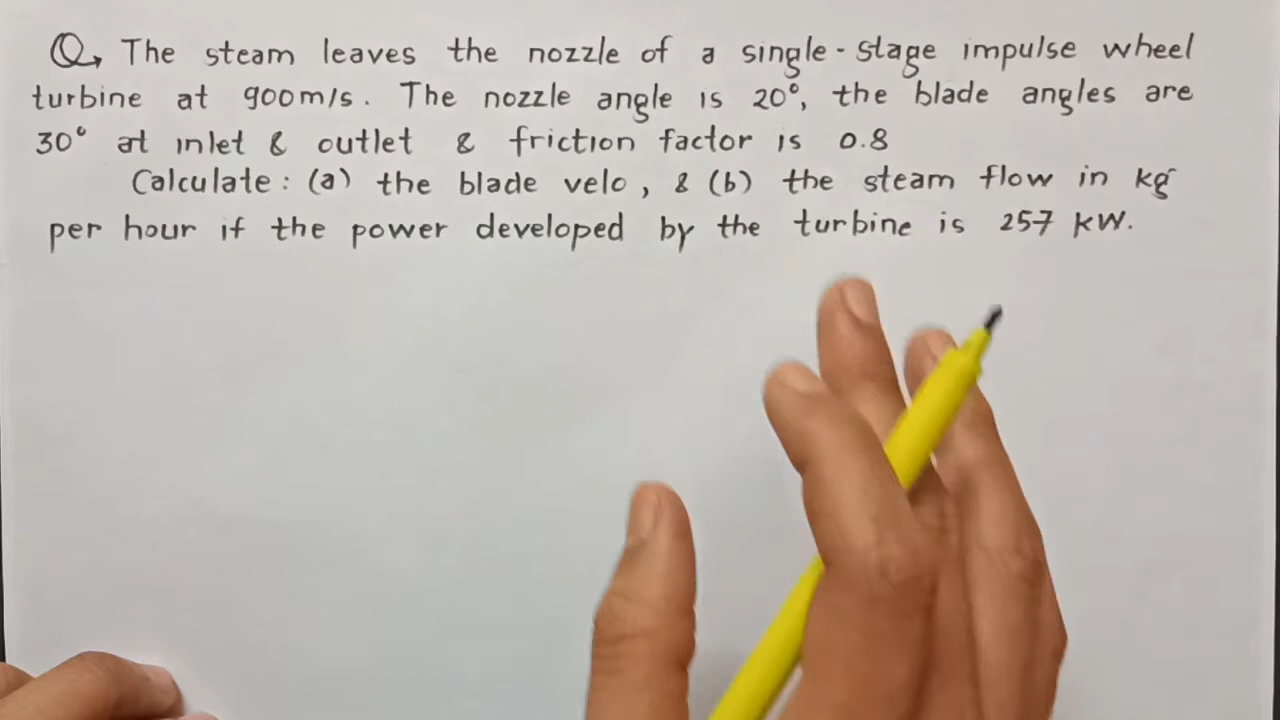 Q→ The steam leaves the nozzle of a single-stage impulse wheel
turbine at 900m/s. The nozzle angle is 20°, the blade angles are
30° at inlet & outlet & friction factor is 0.8
Calculate: (a) the blade velo, & (b) the steam flow in kg
per hour if the power developed by the turbine is 257 kW.